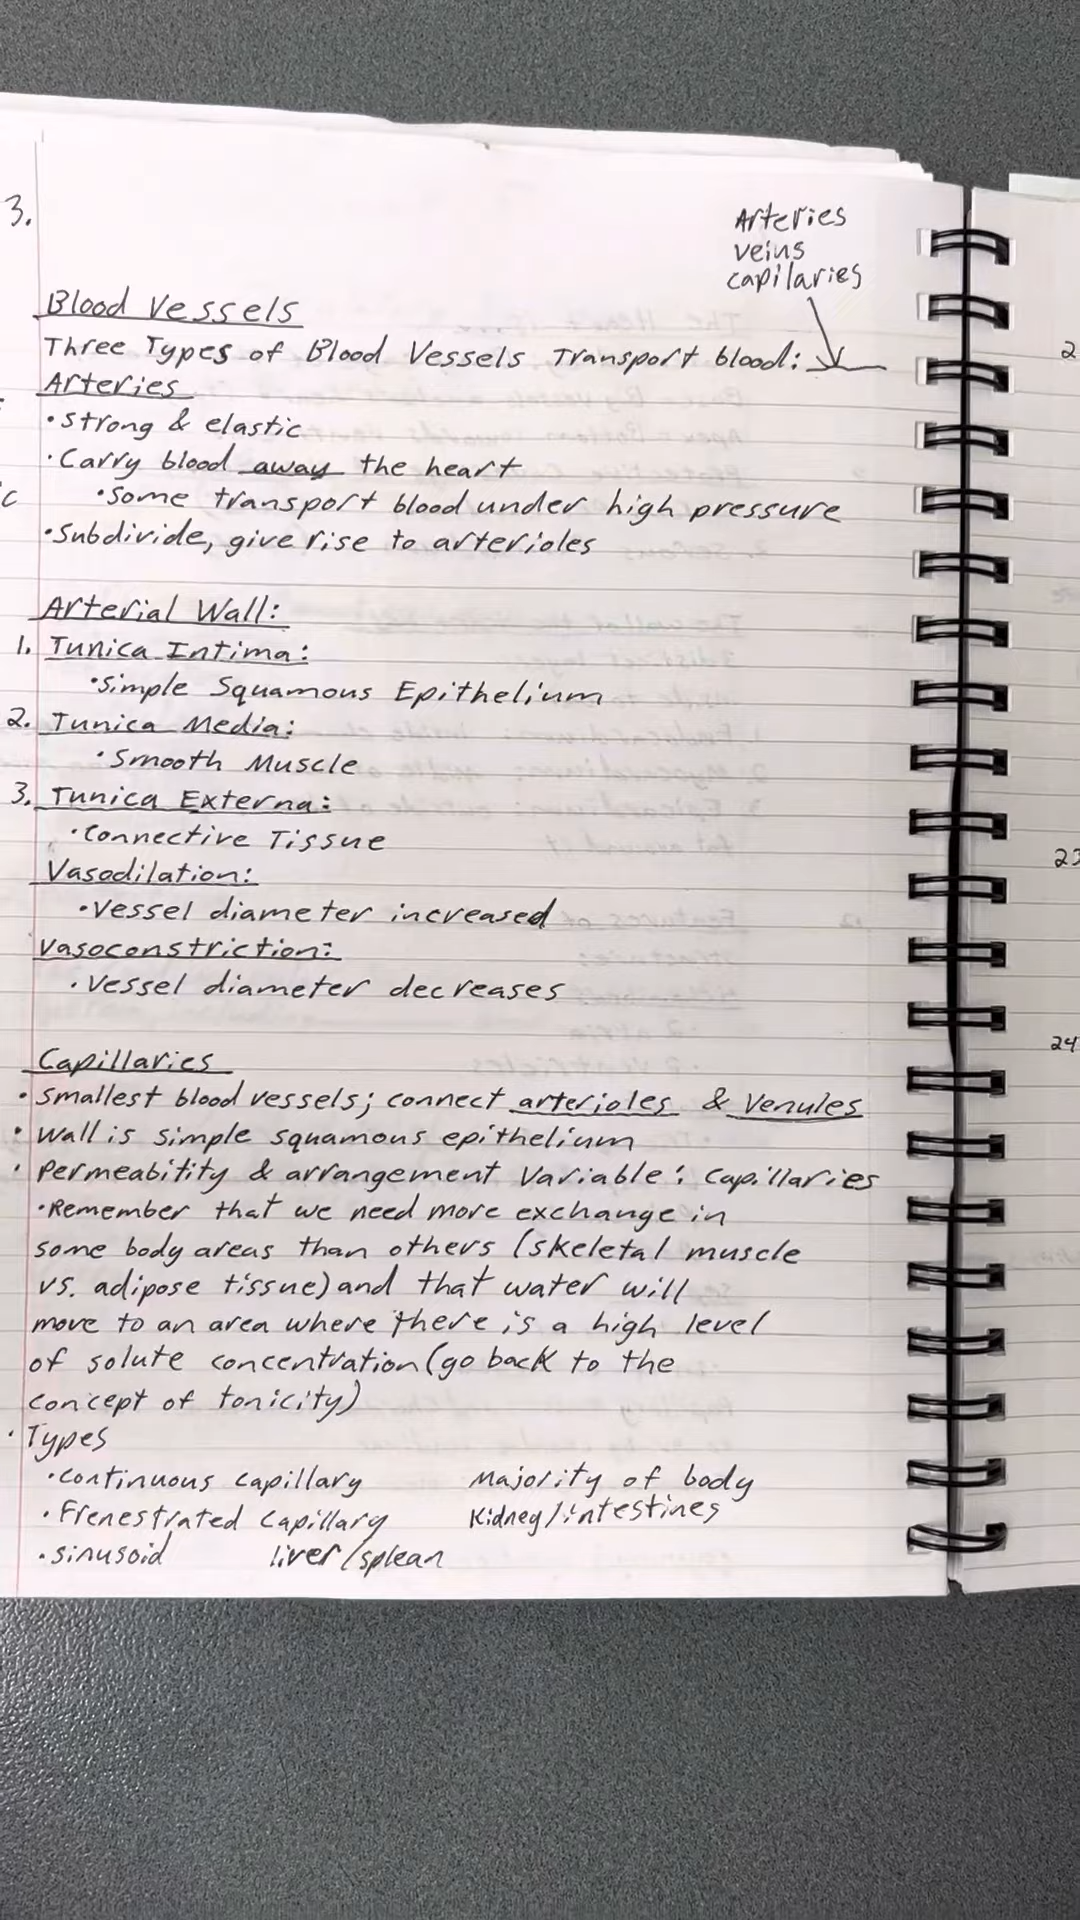 3.
Arteries
veins
capilaries
Blood Vessels
Three Types of Blood Vessels Transport blood:
Arteries
• Strong & elastic
• Carry blood away the heart
• Some transport blood under high pressure
• Subdivide, give rise to arterioles
Arterial Wall:
1. Tunica Intima:
• Simple Squamous Epithelium
2. Tunica Media:
• Smooth Muscle
3. Tunica Externa:
• Connective Tissue
Vasodilation:
• Vessel diameter increased
Vasoconstriction:
• Vessel diameter decreases
Capillaries
• Smallest blood vessels; connect arterioles & Venules
• Wall is simple squamous epithelium
• Permeabitity & arrangement Variable: Capillaries
• Remember that we need more exchange in
some body areas than others (skeletal muscle
vs. adipose tissue) and that water will
move to an area where there is a high level
of solute concentration (go back to the
concept of tonicity)
• Types
• Continuous Capillary Majority of body
• Frenestrated Capillary Kidney/intestines
• Sinusoid liver/splean
2
23
24